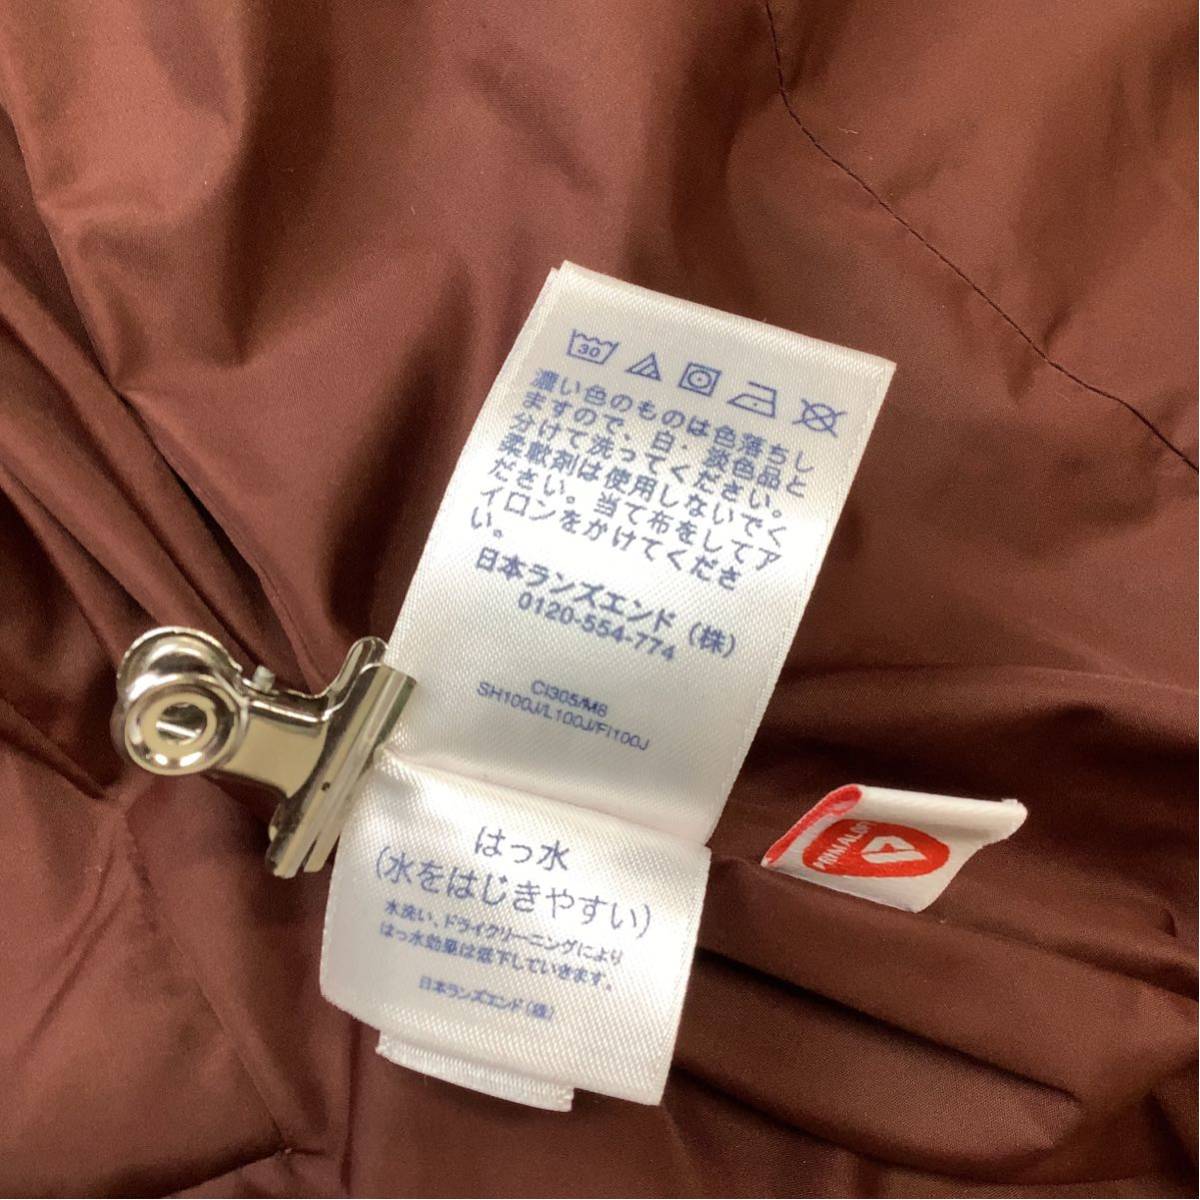 30
濃い色のものは色落ちし
ますので、白・淡色品と
分けて洗ってください。
柔軟剤は使用しないでく
ださい。当て布をしてア
イロンをかけてくださ
い。
日本ランズエンド（株）
0120-554-774
CI305/M6
SH100J/L100J/FI100J
はっ水
（水をはじきやすい）
水洗い、ドライクリーニングにより
はっ水効果は低下していきます。
日本ランズエンド（株）
PRIMALOFT